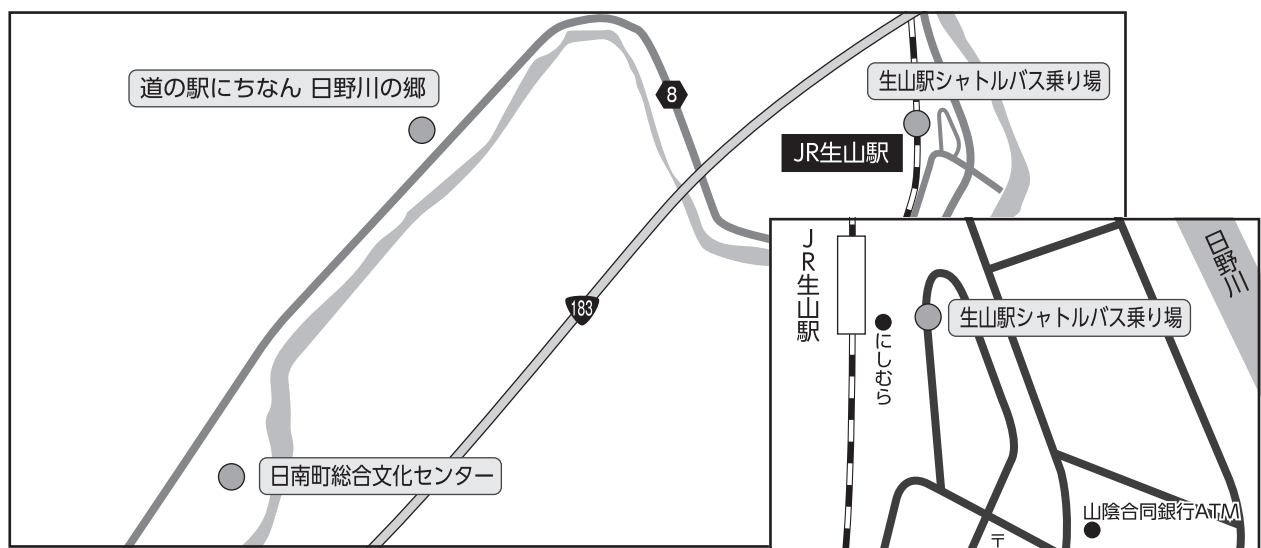 道の駅にちなん 日野川の郷
8
生山駅シャトルバス乗り場
JR生山駅
183
日南町総合文化センター
JR生山駅
にしむら
生山駅シャトルバス乗り場
日野川
山陰合同銀行ATM
〒